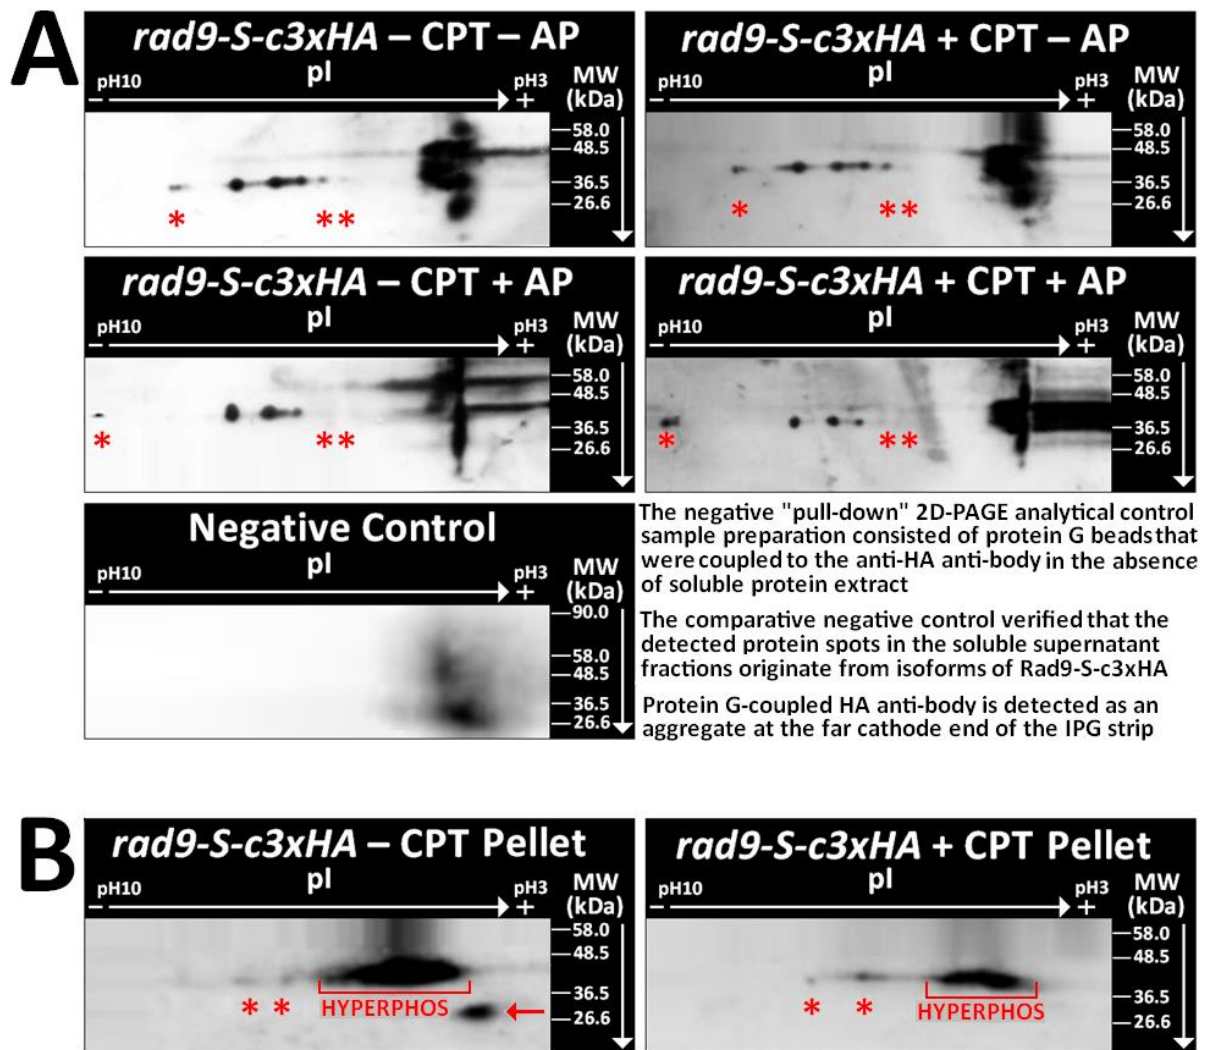 A
rad9-S-c3xHA – CPT – AP
pI
pH10
pH3
– +
MW
(kDa)
58.0
48.5
36.5
26.6
* **
rad9-S-c3xHA + CPT – AP
pI
pH10
pH3
– +
MW
(kDa)
58.0
48.5
36.5
26.6
* **
rad9-S-c3xHA – CPT + AP
pI
pH10
pH3
– +
MW
(kDa)
58.0
48.5
36.5
26.6
* **
rad9-S-c3xHA + CPT + AP
pI
pH10
pH3
– +
MW
(kDa)
58.0
48.5
36.5
26.6
* **
Negative Control
pI
pH10
pH3
– +
MW
(kDa)
90.0
58.0
48.5
36.5
26.6
The negative "pull-down" 2D-PAGE analytical control
sample preparation consisted of protein G beads that
were coupled to the anti-HA anti-body in the absence
of soluble protein extract
The comparative negative control verified that the
detected protein spots in the soluble supernatant
fractions originate from isoforms of Rad9-S-c3xHA
Protein G-coupled HA anti-body is detected as an
aggregate at the far cathode end of the IPG strip
B
rad9-S-c3xHA – CPT Pellet
pI
pH10
pH3
– +
MW
(kDa)
58.0
48.5
36.5
26.6
* *
HYPERPHOS
rad9-S-c3xHA + CPT Pellet
pI
pH10
pH3
– +
MW
(kDa)
58.0
48.5
36.5
26.6
* *
HYPERPHOS